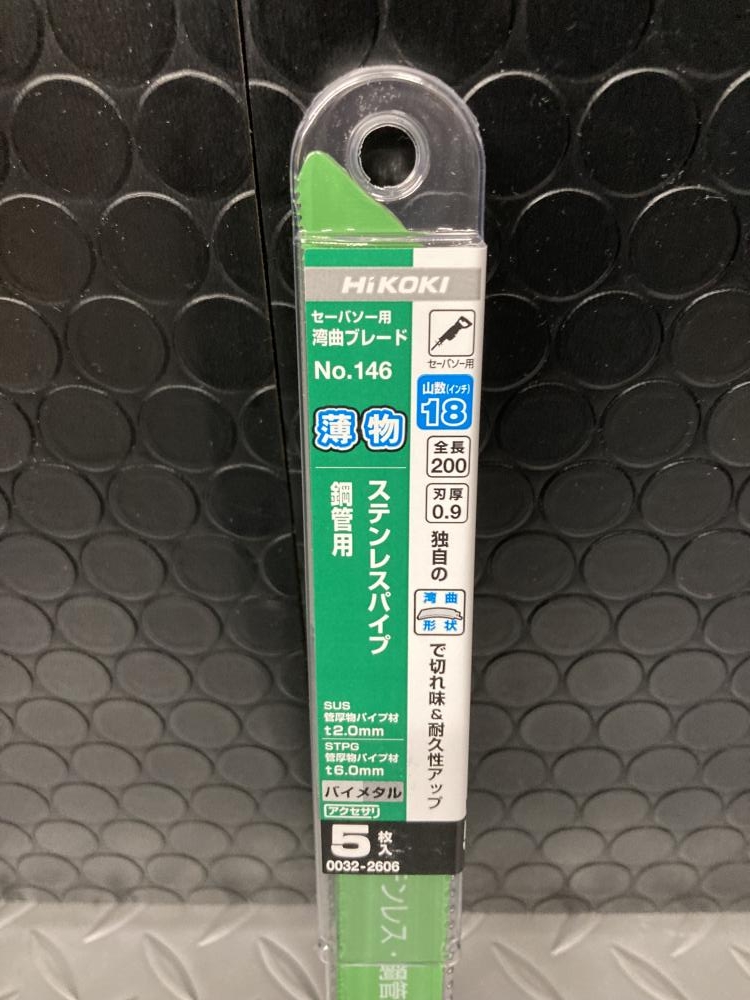 HiKOKI
セーバソー用
湾曲ブレード
No.146
薄物
ステンレスパイプ
鋼管用
SUS
管厚物パイプ材
t2.0mm
STPG
管厚物パイプ材
t6.0mm
バイメタル
アクセサリ
5枚入
0032-2606
セーバソー用
山数(インチ)
18
全長
200
刃厚
0.9
独自の
湾曲
形状
で切れ味&耐久性アップ
ンレス・鋼管